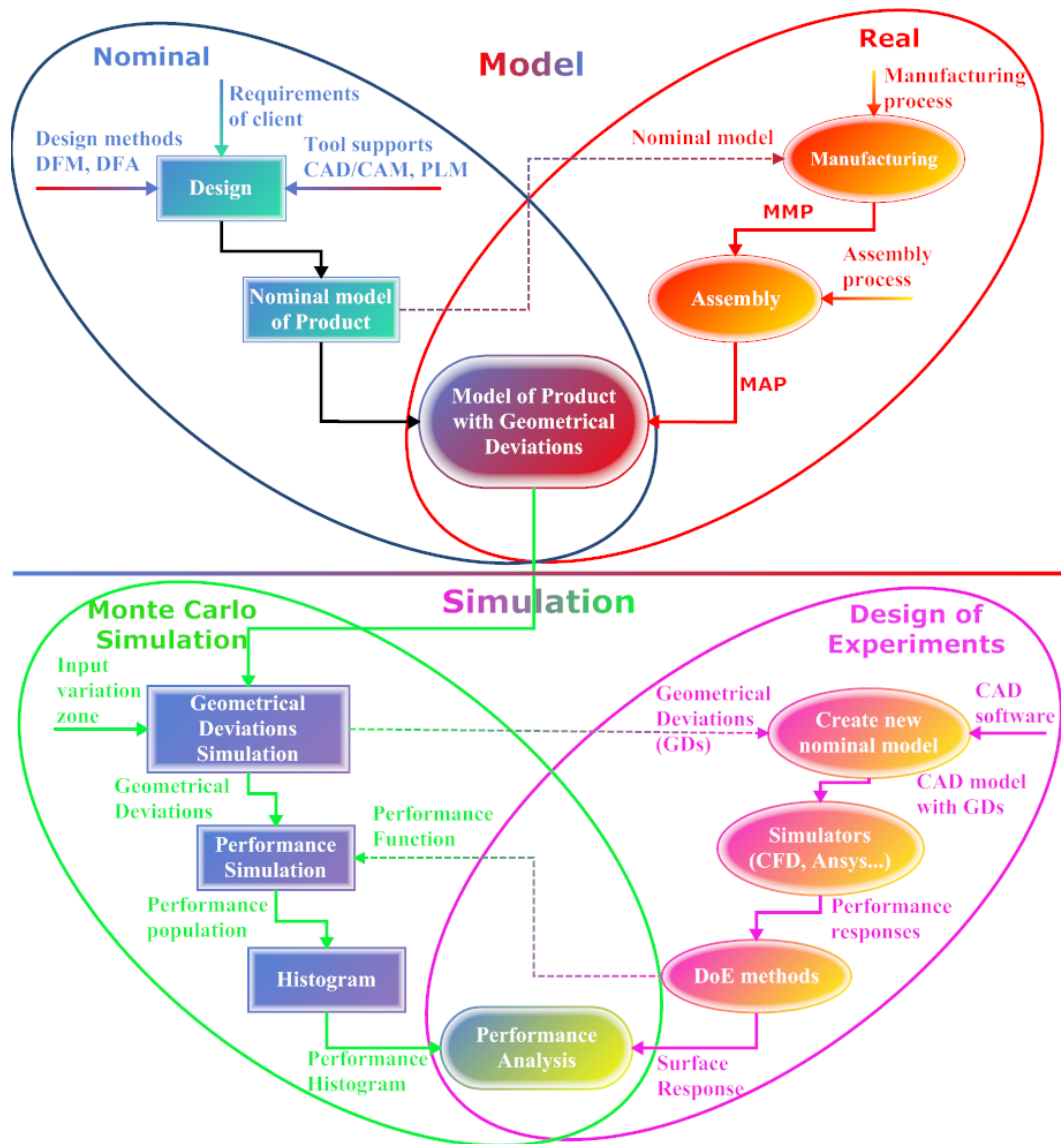 Nominal
Model
Real
Requirements
of client
Design methods
DFM, DFA
Tool supports
CAD/CAM, PLM
Design
Nominal model
of Product
Nominal model
Manufacturing
process
Manufacturing
MMP
Assembly
process
Assembly
MAP
Model of Product
with Geometrical
Deviations
Simulation
Monte Carlo
Simulation
Input
variation
zone
Geometrical
Deviations
Simulation
Geometrical
Deviations
Performance
Simulation
Performance
Function
Performance
population
Histogram
Performance
Histogram
Performance
Analysis
Design of
Experiments
Geometrical
Deviations
(GDs)
Create new
nominal model
CAD
software
CAD model
with GDs
Simulators
(CFD, Ansys...)
Performance
responses
DoE methods
Surface
Response